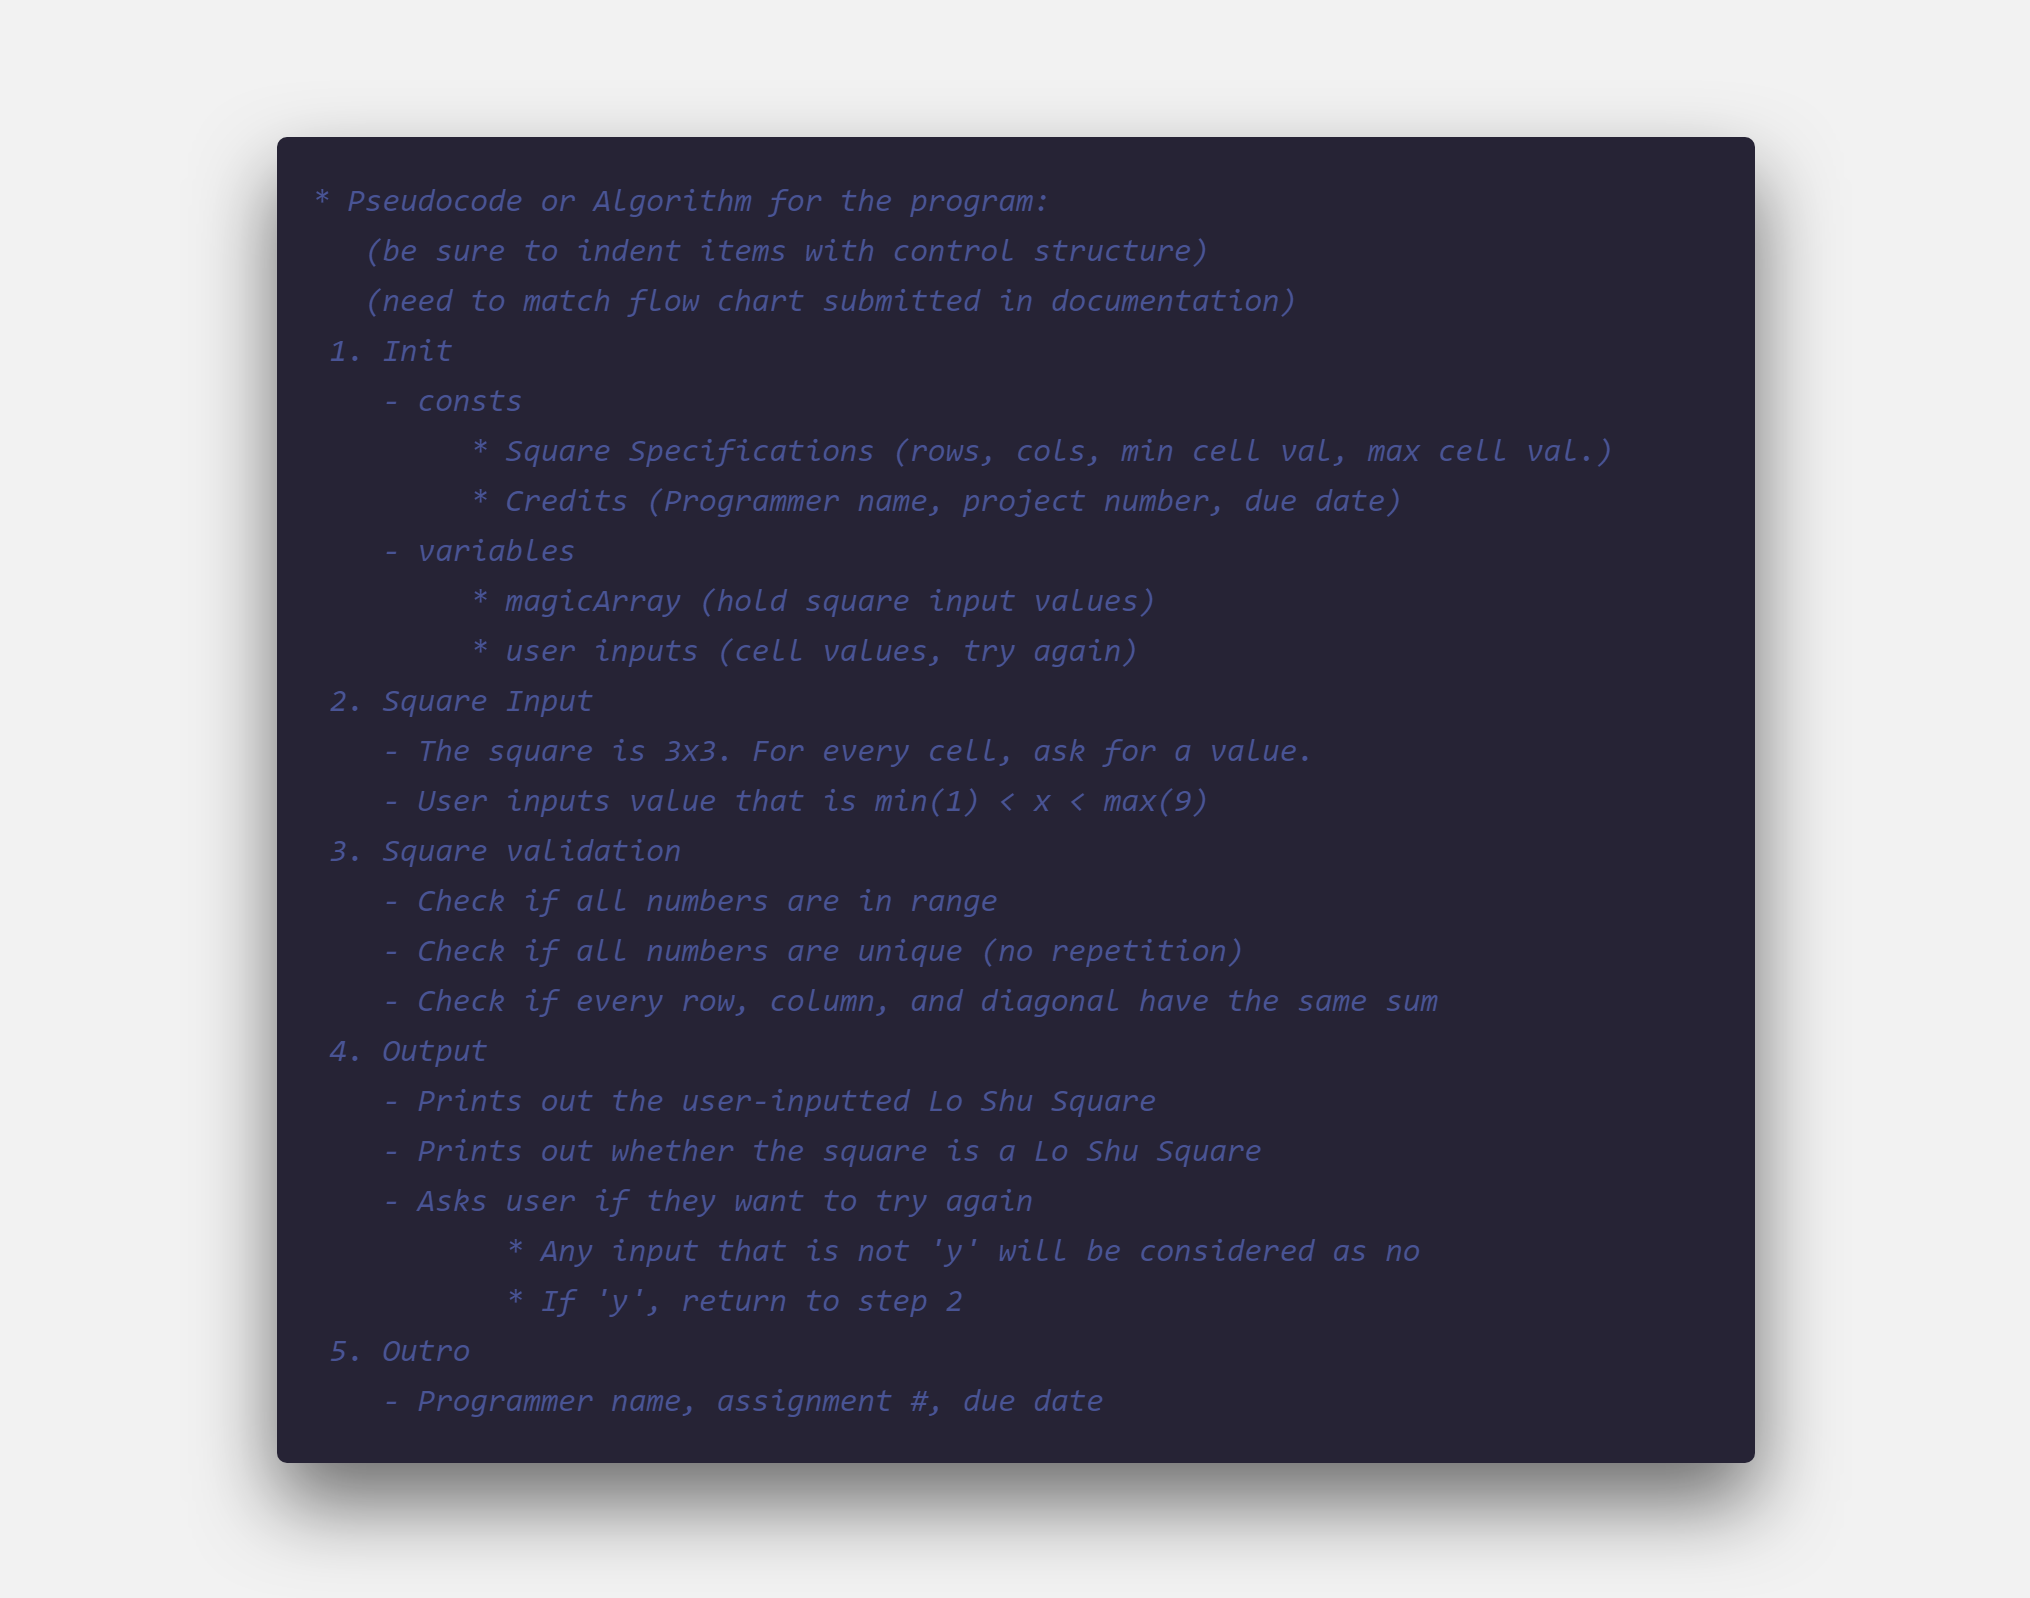 * Pseudocode or Algorithm for the program:
(be sure to indent items with control structure)
(need to match flow chart submitted in documentation)
1. Init
- consts
* Square Specifications (rows, cols, min cell val, max cell val.)
* Credits (Programmer name, project number, due date)
- variables
* magicArray (hold square input values)
* user inputs (cell values, try again)
2. Square Input
- The square is 3x3. For every cell, ask for a value.
- User inputs value that is min(1) < x < max(9)
3. Square validation
- Check if all numbers are in range
- Check if all numbers are unique (no repetition)
- Check if every row, column, and diagonal have the same sum
4. Output
- Prints out the user-inputted Lo Shu Square
- Prints out whether the square is a Lo Shu Square
- Asks user if they want to try again
* Any input that is not 'y' will be considered as no
* If 'y', return to step 2
5. Outro
- Programmer name, assignment #, due date